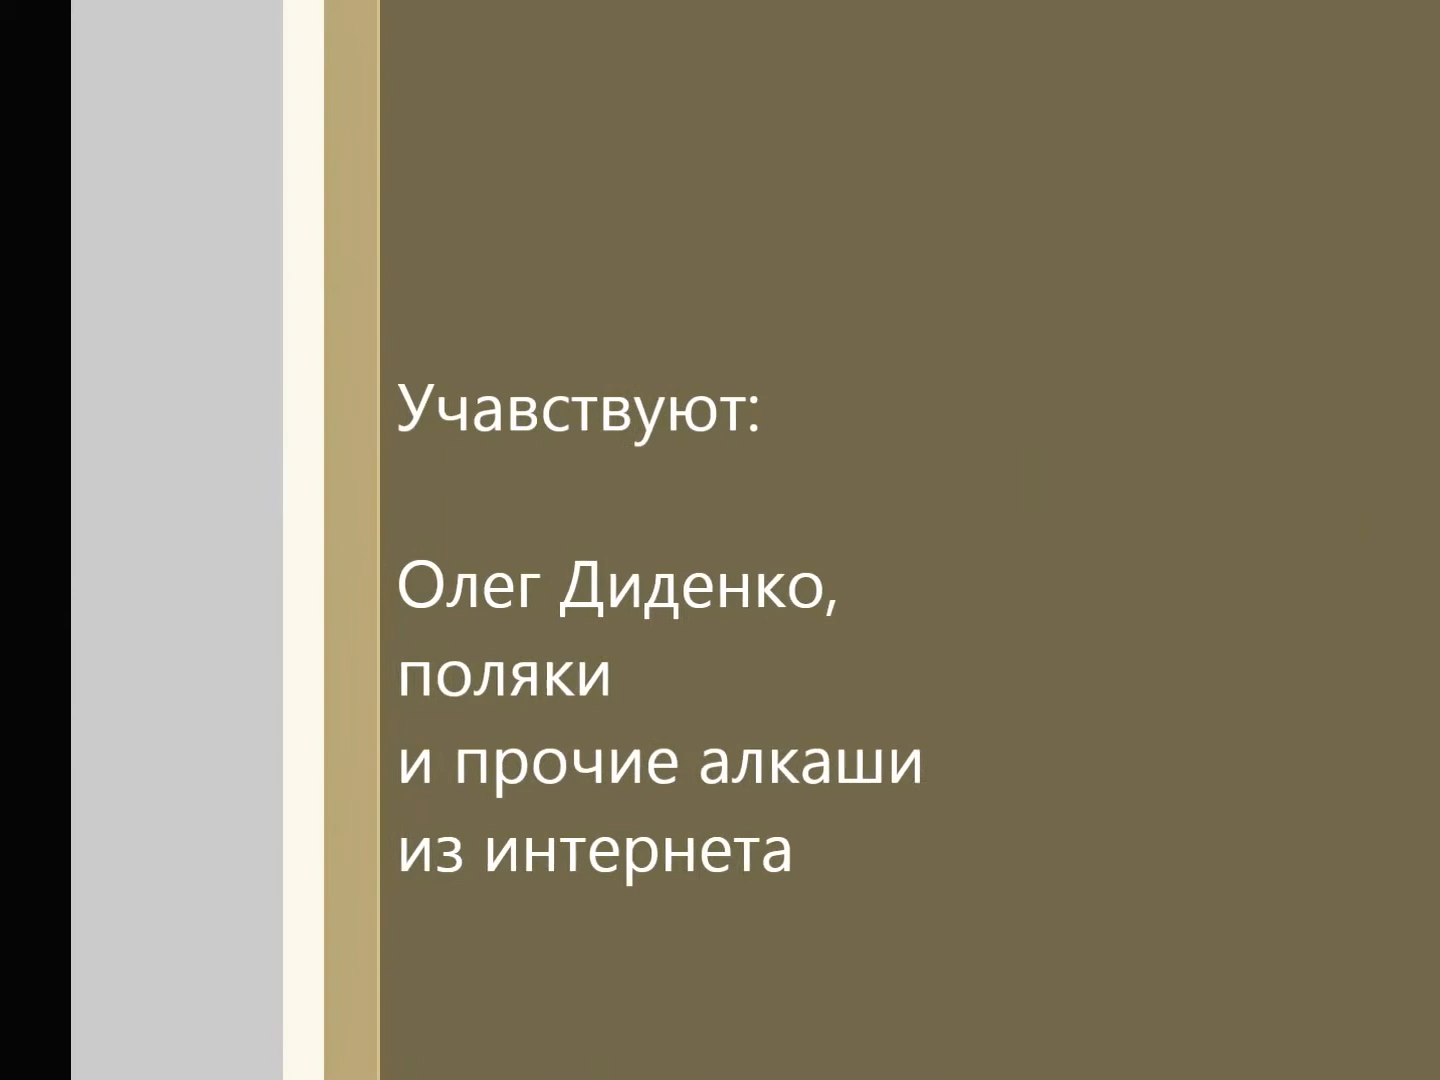 Учавствуют:
Олег Диденко,
поляки
и прочие алкаши
из интернета